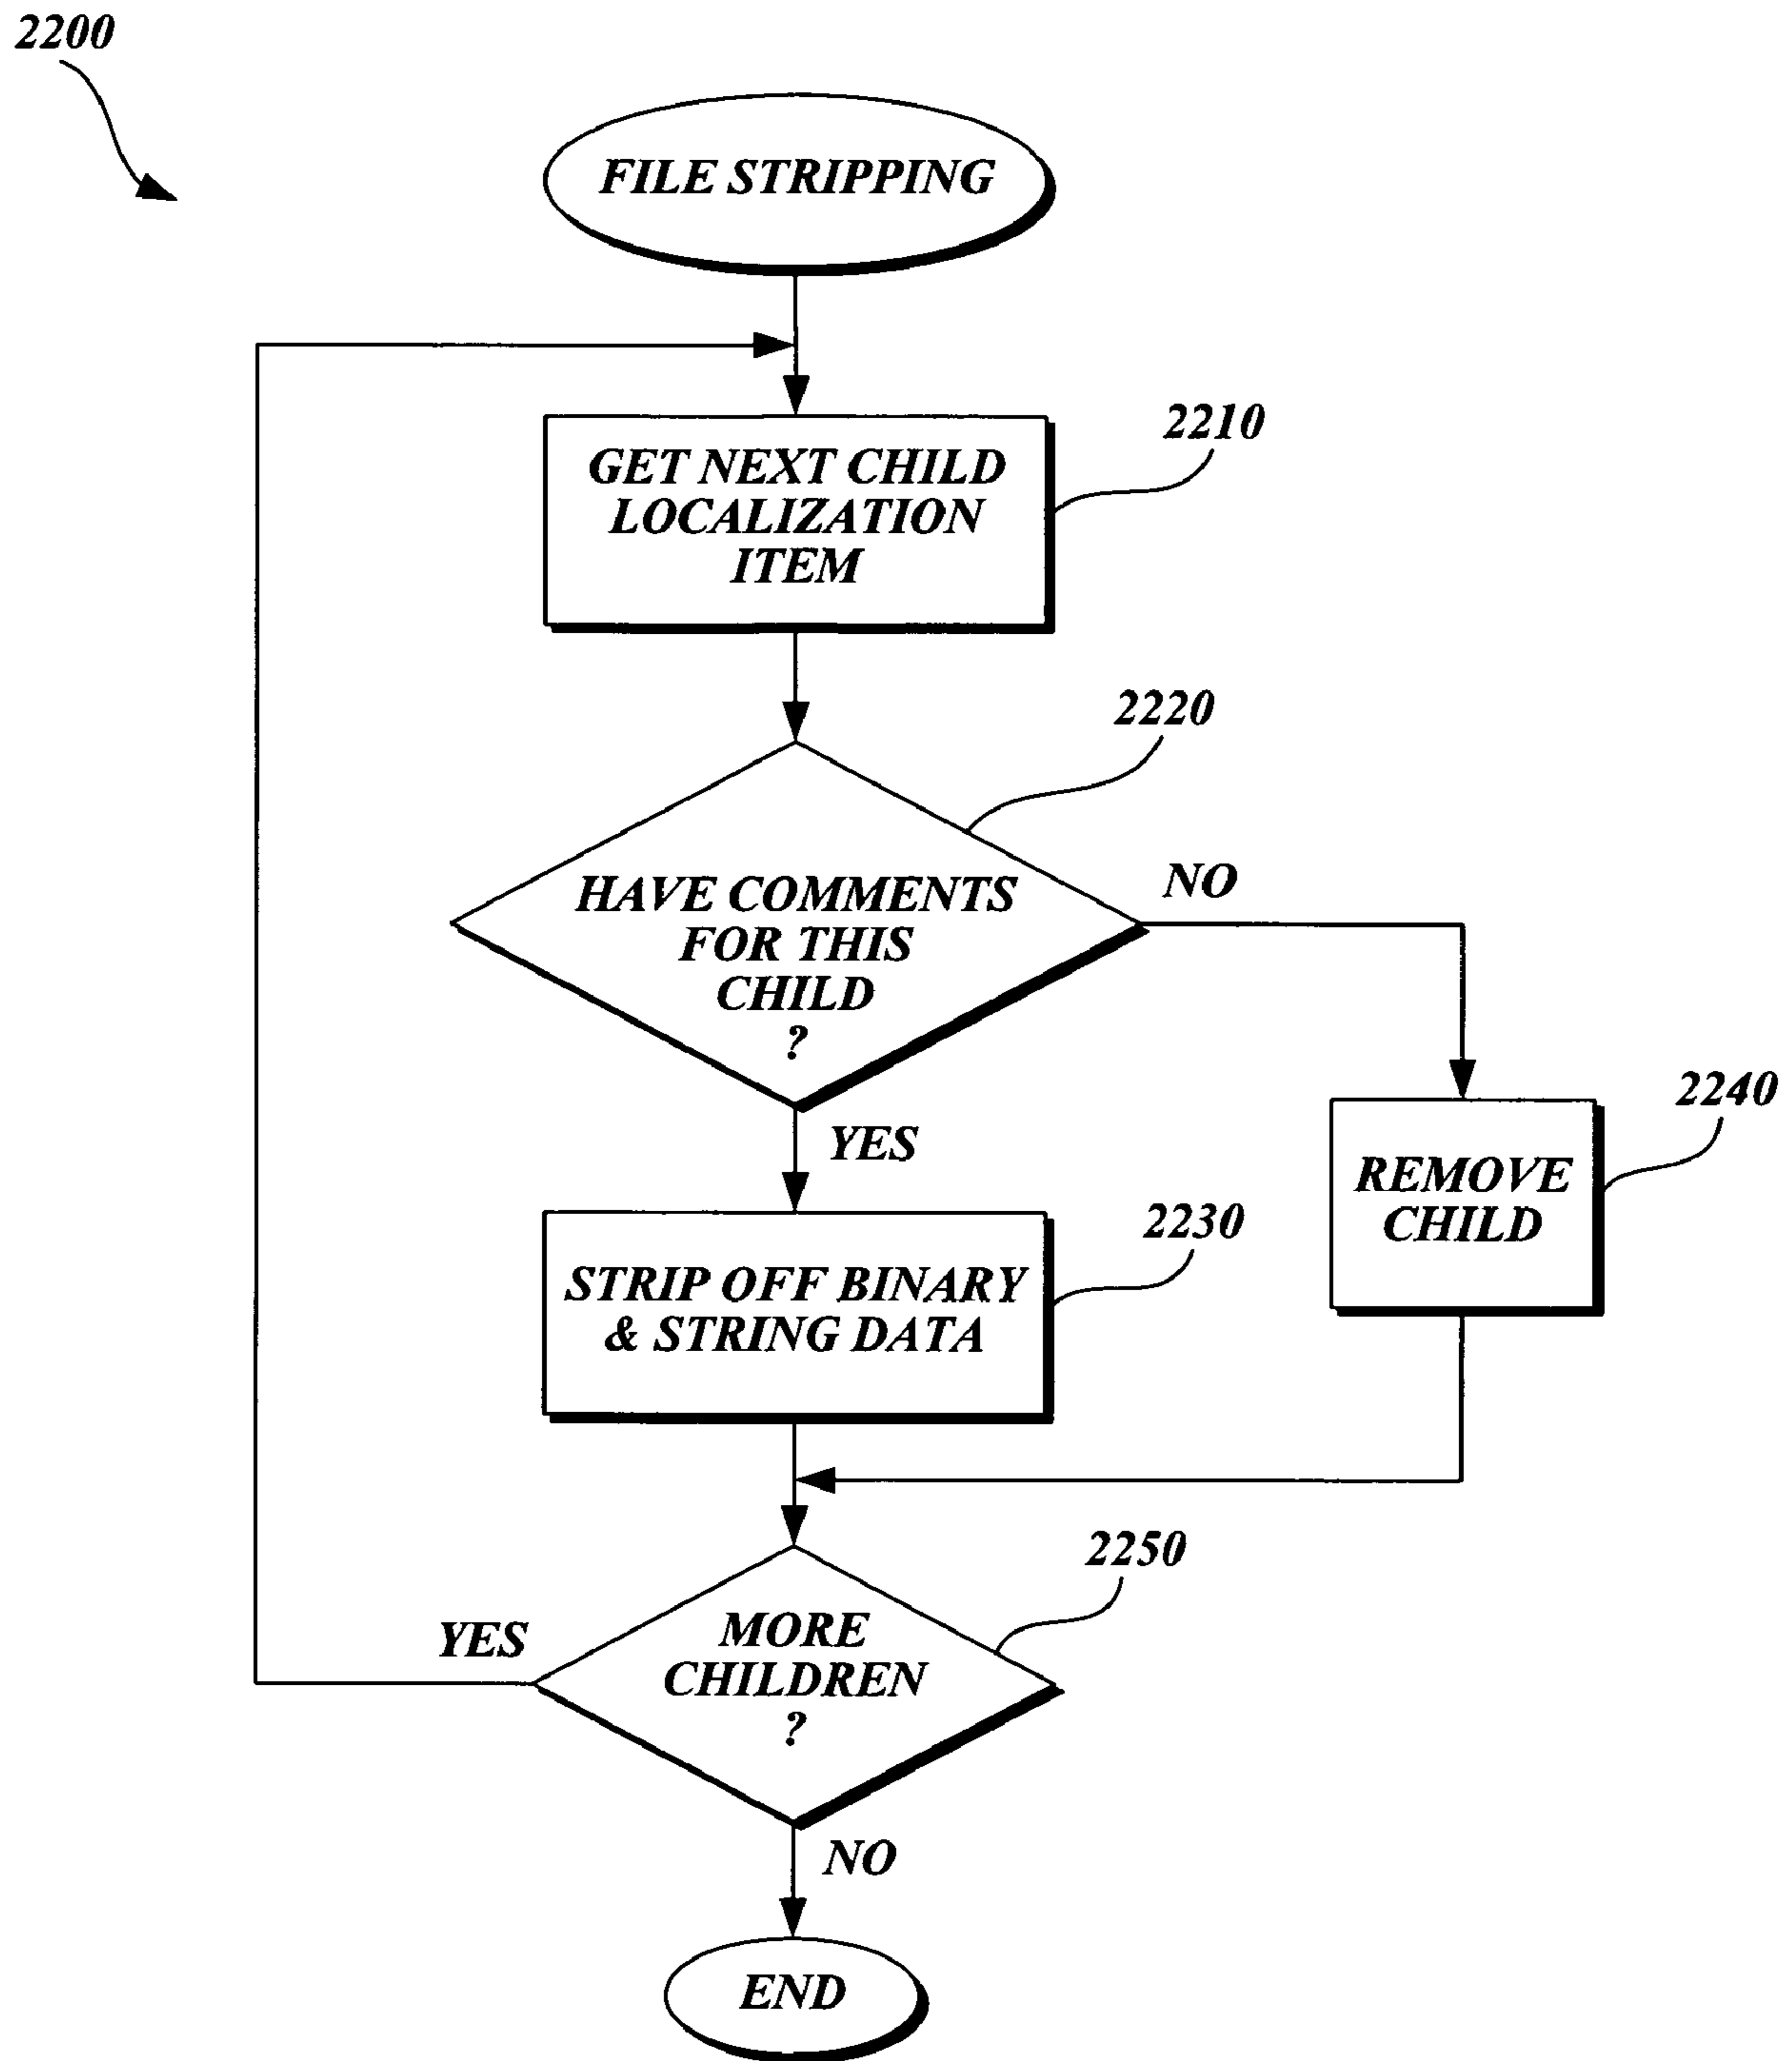 2200
FILE STRIPPING
2210
GET NEXT CHILD
LOCALIZATION
ITEM
2220
HAVE COMMENTS
FOR THIS
CHILD
?
NO
YES
2240
REMOVE
CHILD
2230
STRIP OFF BINARY
& STRING DATA
2250
MORE
CHILDREN
?
YES
NO
END